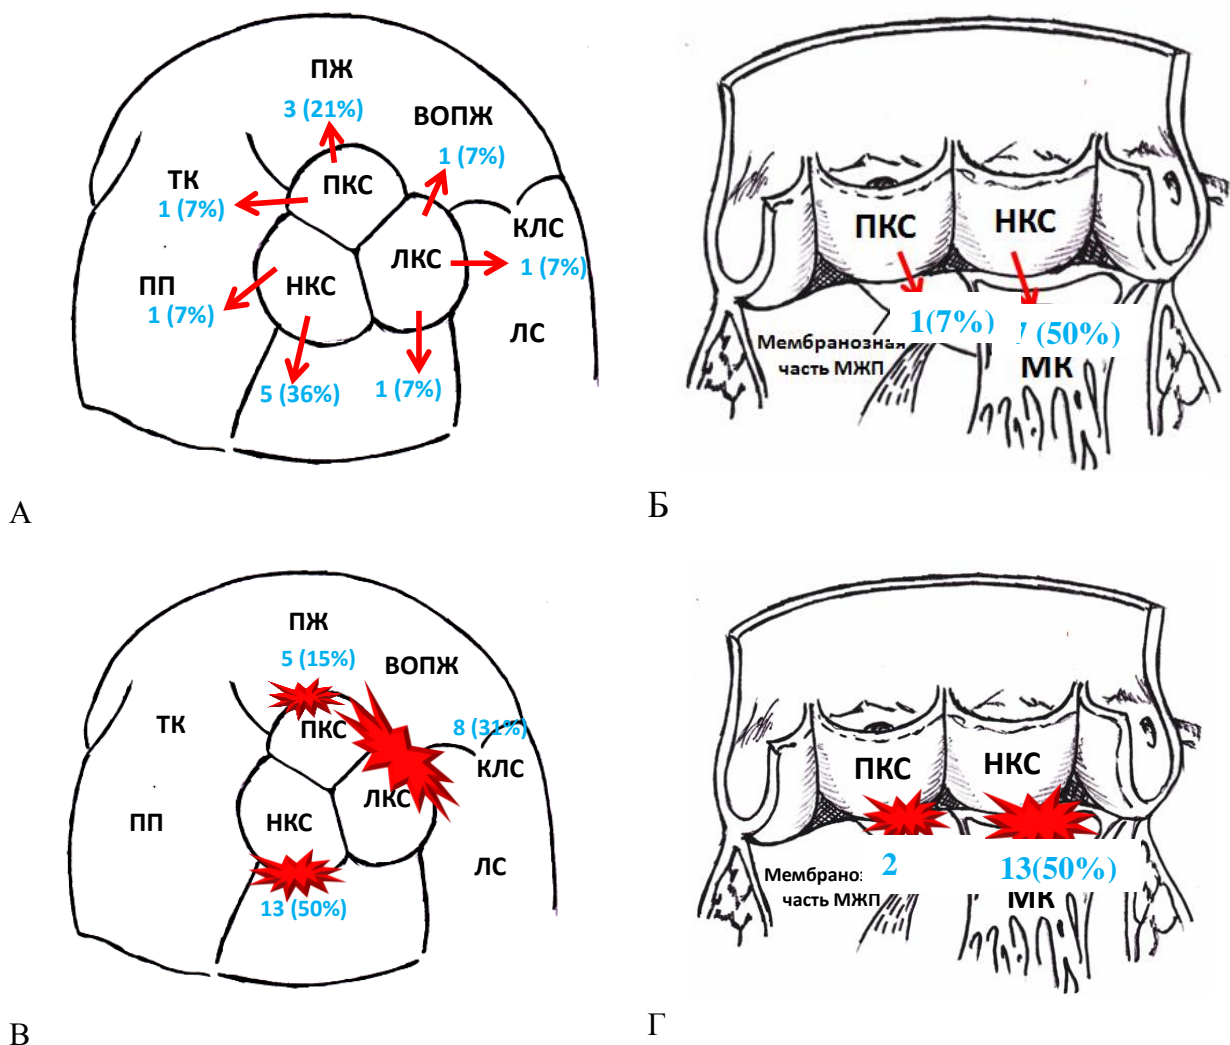 ПЖ
3 (21%)
ВОПЖ
1 (7%)
ТК
1 (7%)
ПКС
КЛС
1 (7%)
ЛКС
ПП
1 (7%)
НКС
ЛС
5 (36%)
1 (7%)
А
ПКС
НКС
1(7%)
(50%)
Мембранозная
часть МЖП
МК
Б
ПЖ
5 (15%)
ВОПЖ
ТК
ПКС
8 (31%)
КЛС
ЛКС
ПП
НКС
ЛС
13 (50%)
В
ПКС
НКС
2
13(50%)
часть МЖП
МК
Г